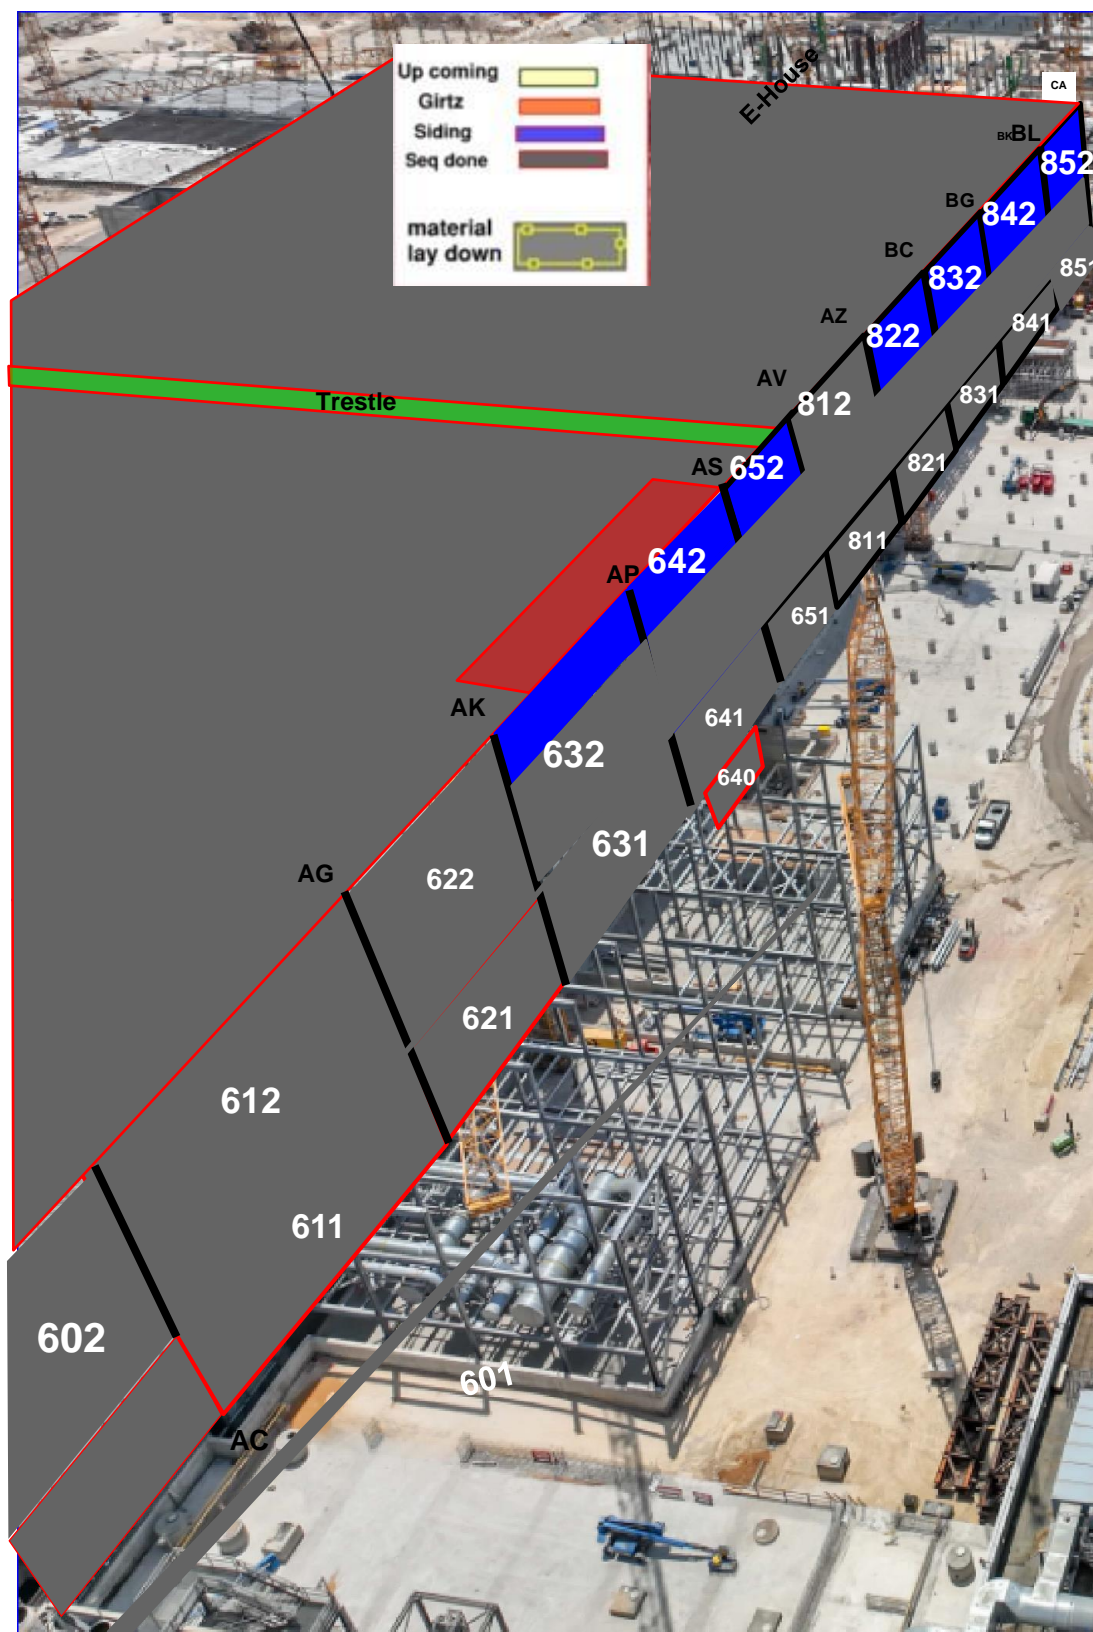 Up coming
Girtz
Siding
Seq done
material
lay down
E-House
CA
BK
BL
852
BG
842
BC
832
851
AZ
822
841
AV
812
831
Trestle
AS
652
821
642
811
AP
651
AK
641
632
640
631
AG
622
621
612
611
602
601
AC